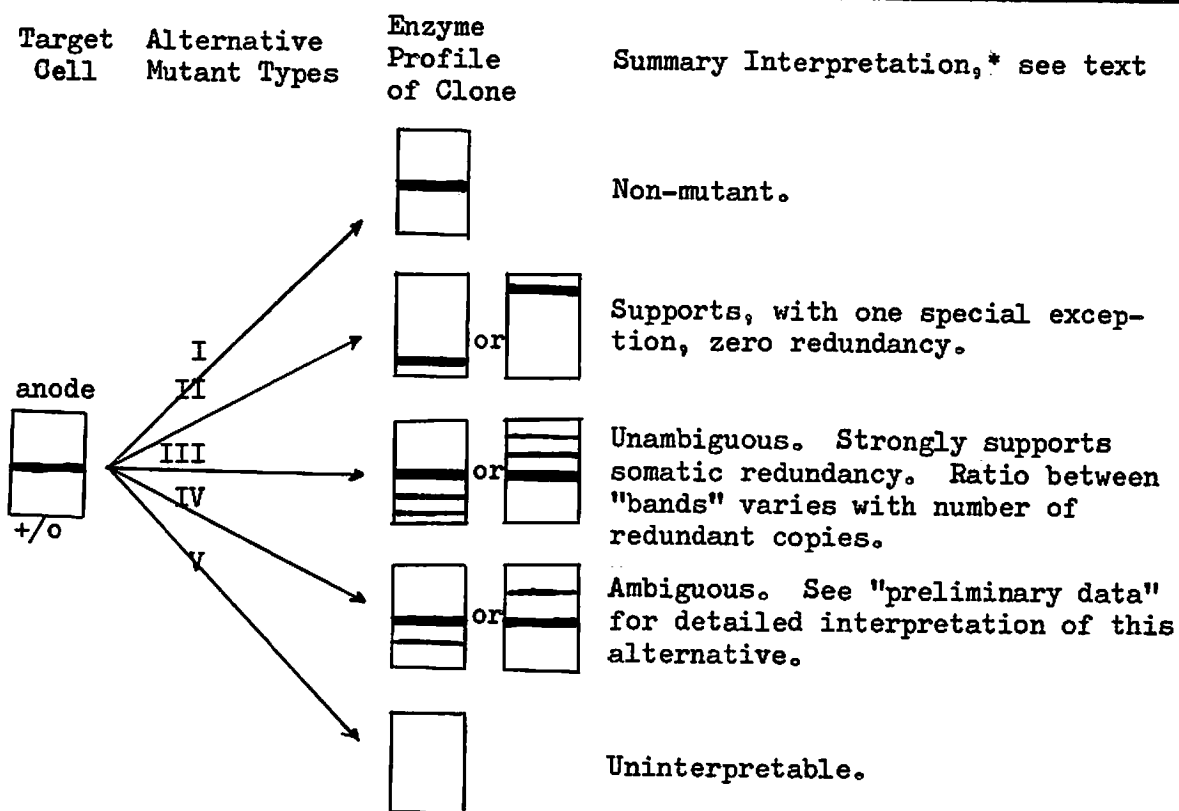 Target Cell
Alternative Mutant Types
Enzyme Profile of Clone
Summary Interpretation,* see text
Non-mutant.
or
Supports, with one special excep-
tion, zero redundancy.
I
II
anode
III
IV
V
+/o
or
Unambiguous. Strongly supports
somatic redundancy. Ratio between
"bands" varies with number of
redundant copies.
or
Ambiguous. See "preliminary data"
for detailed interpretation of this
alternative.
Uninterpretable.